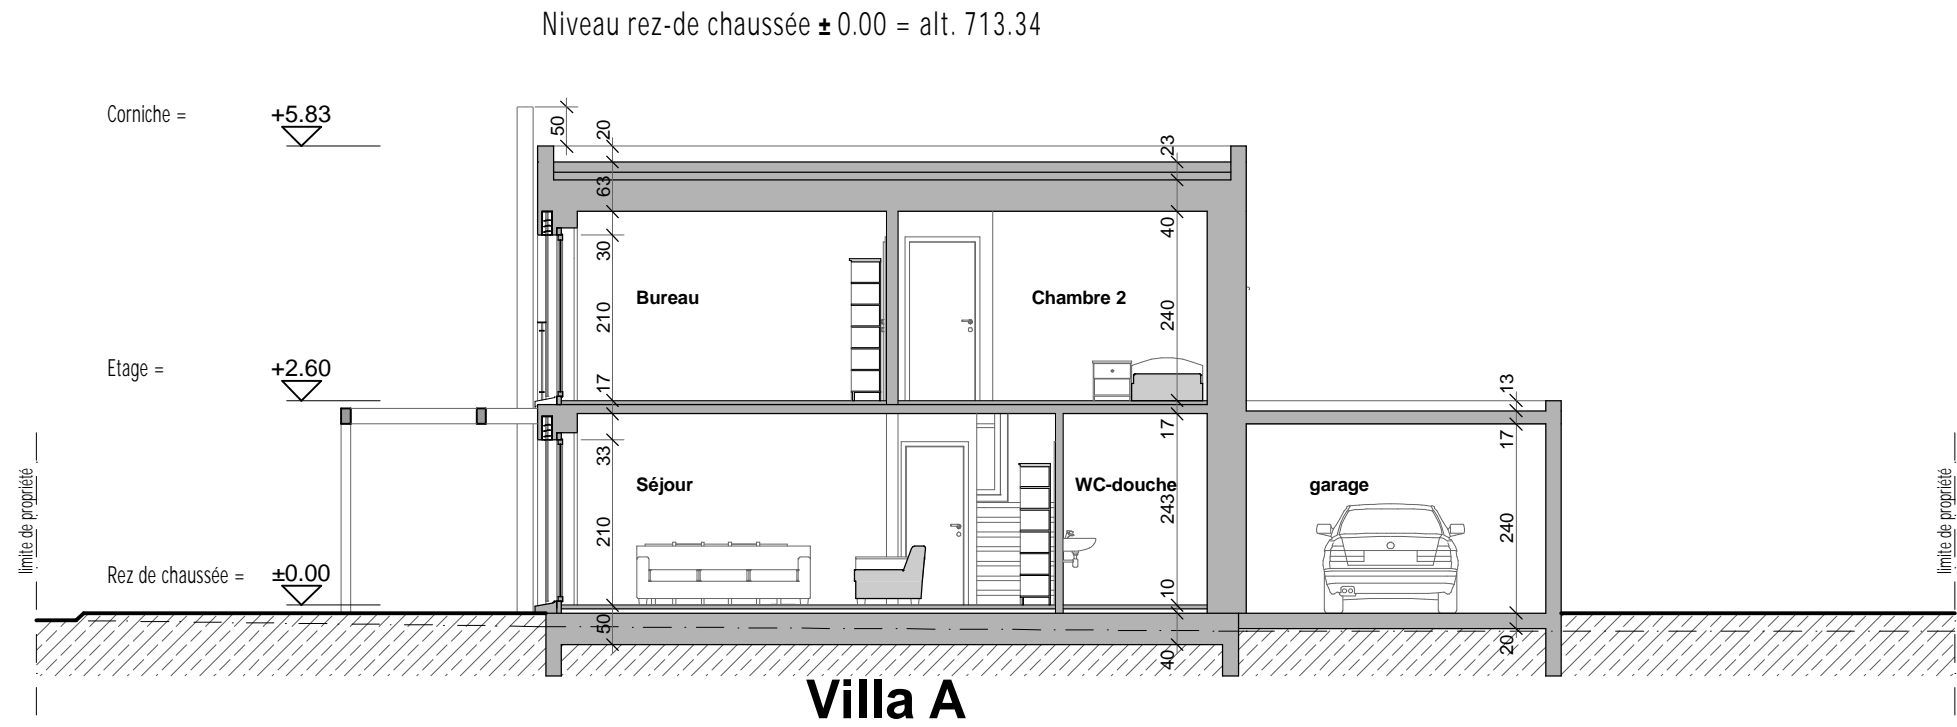 Niveau rez-de chaussée ± 0.00 = alt. 713.34
Corniche = +5.83
50
20
23
63
30
40
Bureau
Chambre 2
210
240
Etage = +2.60
17
13
33
17
17
Séjour
WC-douche
garage
243
210
240
limite de propriété
limite de propriété
Rez de chaussée = ±0.00
10
50
40
20
Villa A